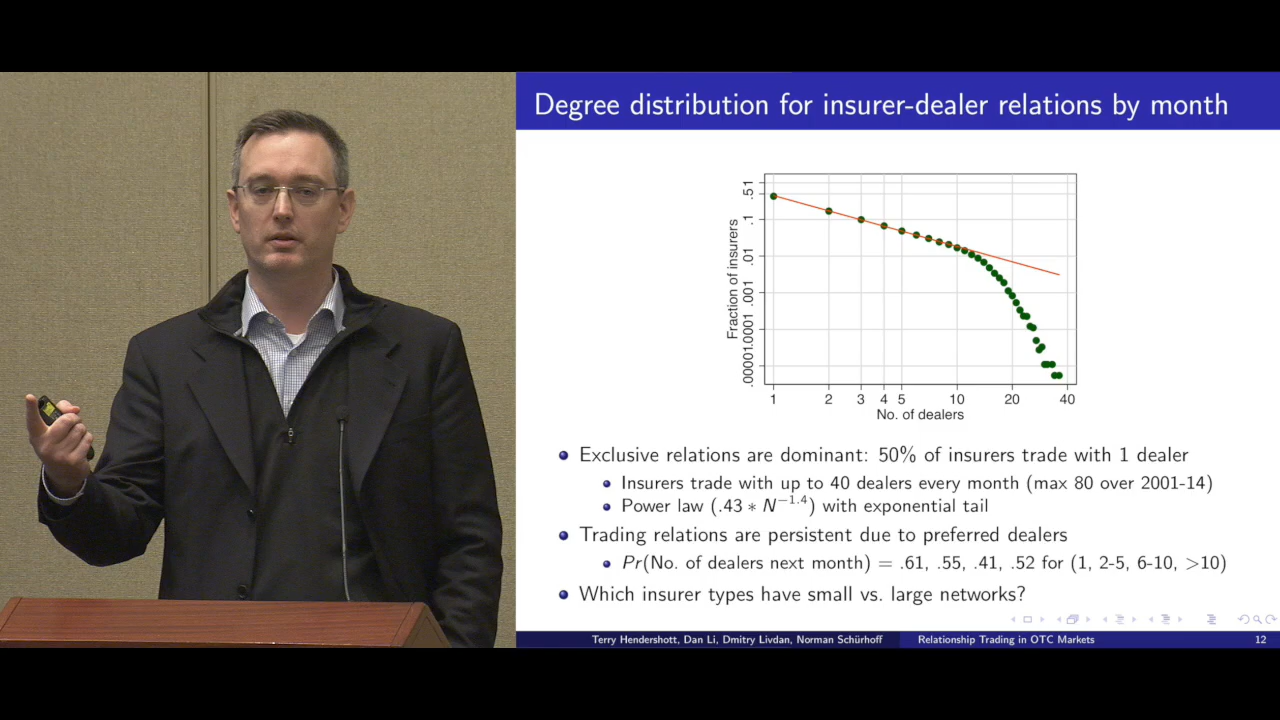 Degree distribution for insurer-dealer relations by month
Fraction of insurers
.51
.1
.01
.001
.0001
.00001
1 2 3 4 5 10 20 40
No. of dealers
Exclusive relations are dominant: 50% of insurers trade with 1 dealer
Insurers trade with up to 40 dealers every month (max 80 over 2001-14)
Power law (.43 * N^−1.4) with exponential tail
Trading relations are persistent due to preferred dealers
Pr(No. of dealers next month) = .61, .55, .41, .52 for (1, 2-5, 6-10, >10)
Which insurer types have small vs. large networks?
Terry Hendershott, Dan Li, Dmitry Livdan, Norman Schürhoff Relationship Trading in OTC Markets 12